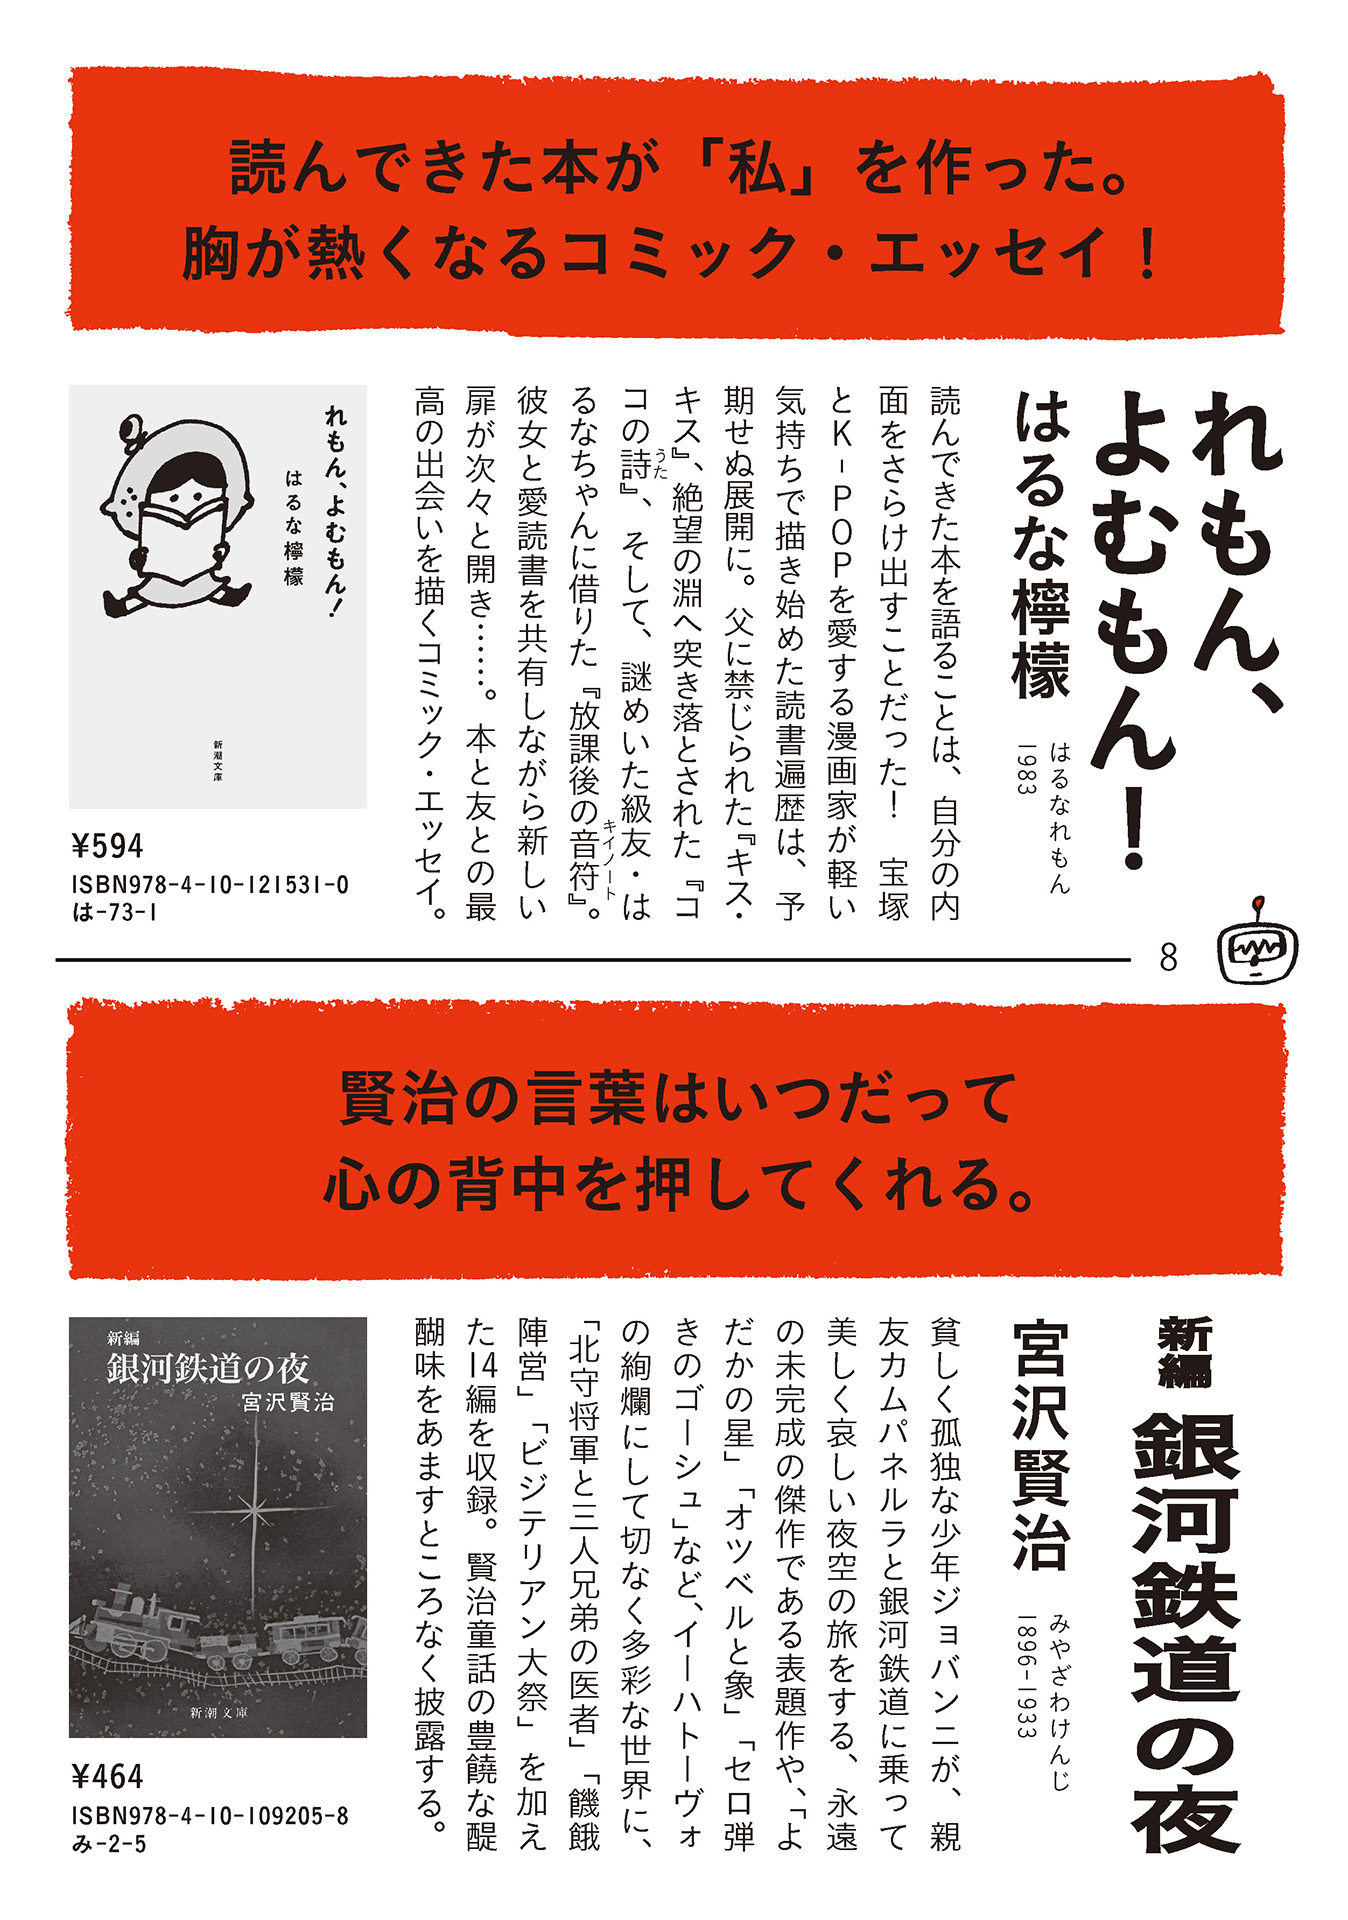 読んできた本が「私」を作った。
胸が熱くなるコミック・エッセイ！
れもん、
よむもん！
はるな檸檬
はるなれもん
1983
読んできた本を語ることは、自分の内
面をさらけ出すことだった！　宝塚
とK-POPを愛する漫画家が軽い
気持ちで描き始めた読書遍歴は、予
期せぬ展開に。父に禁じられた『キス・
キス』、絶望の淵へ突き落とされた『コ
コの詩』、そして、謎めいた級友・は
うた
るなちゃんに借りた『放課後の音符』。
キイノート
彼女と愛読書を共有しながら新しい
扉が次々と開き……。本と友との最
高の出会いを描くコミック・エッセイ。
れもん、よむもん！
はるな檸檬
新潮文庫
¥594
ISBN978-4-10-121531-0
は-73-1
8
賢治の言葉はいつだって
心の背中を押してくれる。
新編 銀河鉄道の夜
宮沢賢治
みやざわけんじ
1896-1933
貧しく孤独な少年ジョバンニが、親
友カムパネルラと銀河鉄道に乗って
美しく哀しい夜空の旅をする、永遠
の未完成の傑作である表題作や、「よ
だかの星」「オツベルと象」「セロ弾
きのゴーシュ」など、イーハトーヴォ
の絢爛にして切なく多彩な世界に、
「北守将軍と三人兄弟の医者」「饑餓
陣営」「ビジテリアン大祭」を加え
た14編を収録。賢治童話の豊饒な醍
醐味をあますところなく披露する。
新編
銀河鉄道の夜
宮沢賢治
新潮文庫
¥464
ISBN978-4-10-109205-8
み-2-5